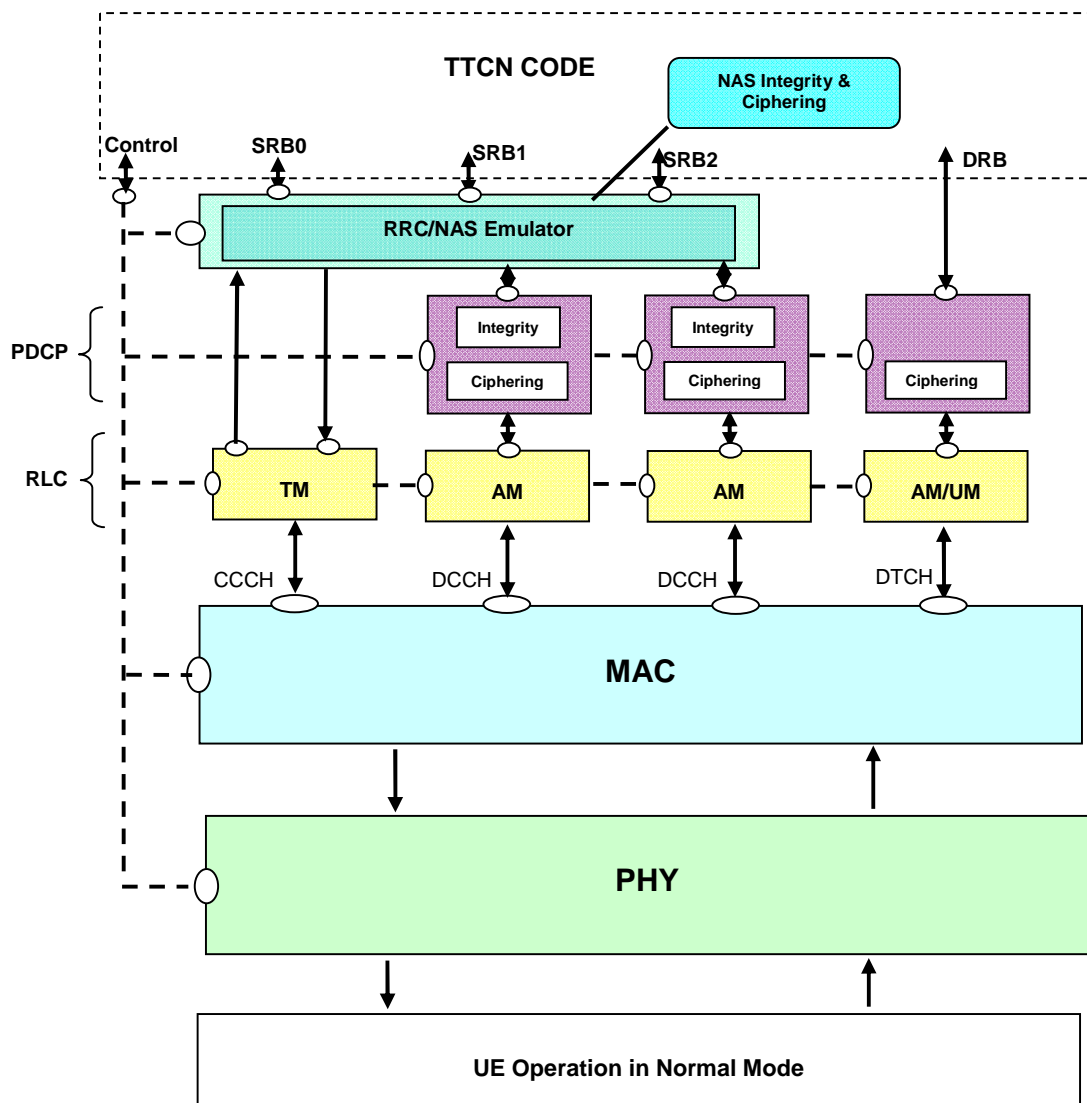 TTCN CODE
NAS Integrity &
Ciphering
Control
SRB0
SRB1
SRB2
DRB
RRC/NAS Emulator
PDCP
Integrity
Ciphering
Integrity
Ciphering
Ciphering
RLC
TM
AM
AM
AM/UM
CCCH
DCCH
DCCH
DTCH
MAC
PHY
UE Operation in Normal Mode